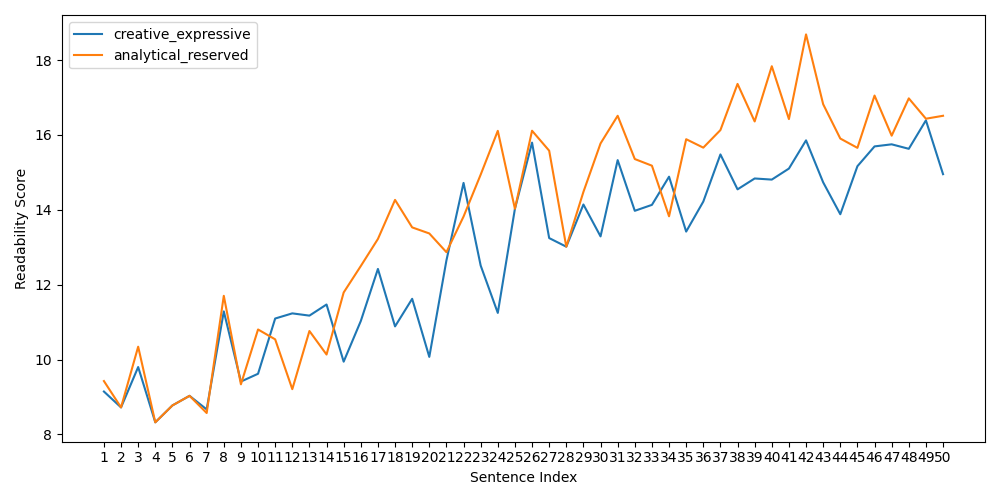 creative_expressive
analytical_reserved
18
16
14
12
10
8
Readability Score
1 2 3 4 5 6 7 8 9 10 11 12 13 14 15 16 17 18 19 20 21 22 23 24 25 26 27 28 29 30 31 32 33 34 35 36 37 38 39 40 41 42 43 44 45 46 47 48 49 50
Sentence Index